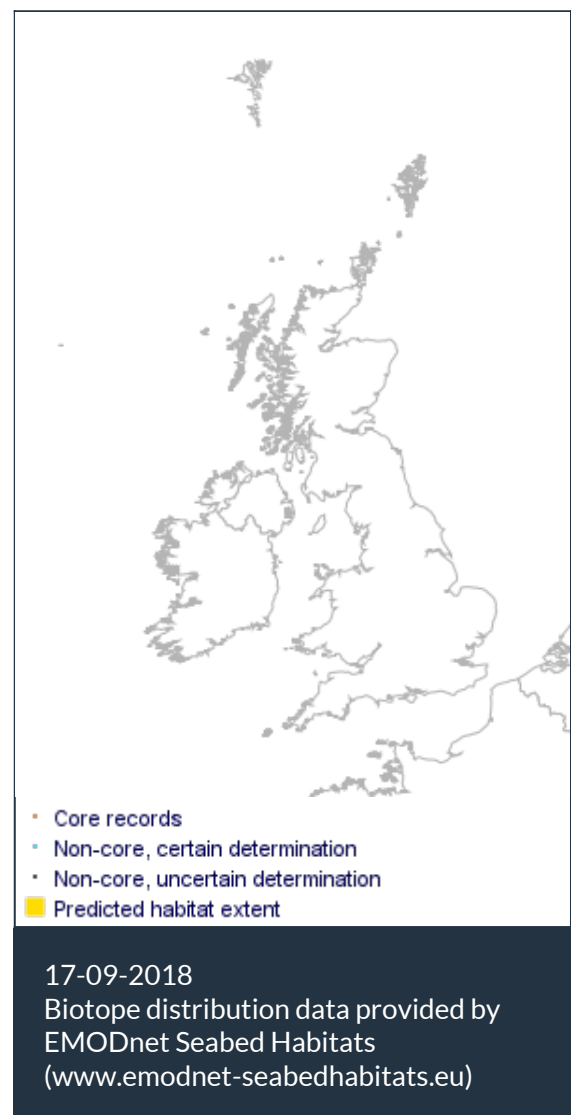 Core records
Non-core, certain determination
Non-core, uncertain determination
Predicted habitat extent
17-09-2018
Biotope distribution data provided by
EMODnet Seabed Habitats
(www.emodnet-seabedhabitats.eu)